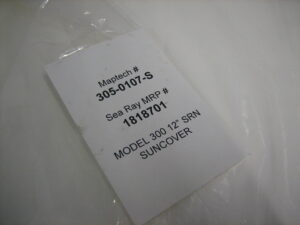 Maptech #
305-0107-S
Sea Ray MRP #
1818701
MODEL 300 12" SRN
SUNCOVER